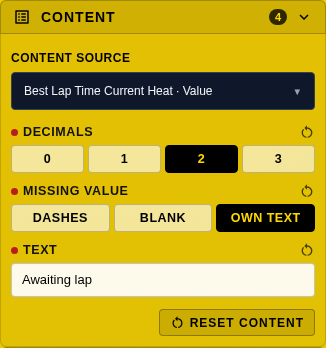 CONTENT 4
CONTENT SOURCE
Best Lap Time Current Heat · Value
DECIMALS
0 1 2 3
MISSING VALUE
DASHES BLANK OWN TEXT
TEXT
Awaiting lap
RESET CONTENT